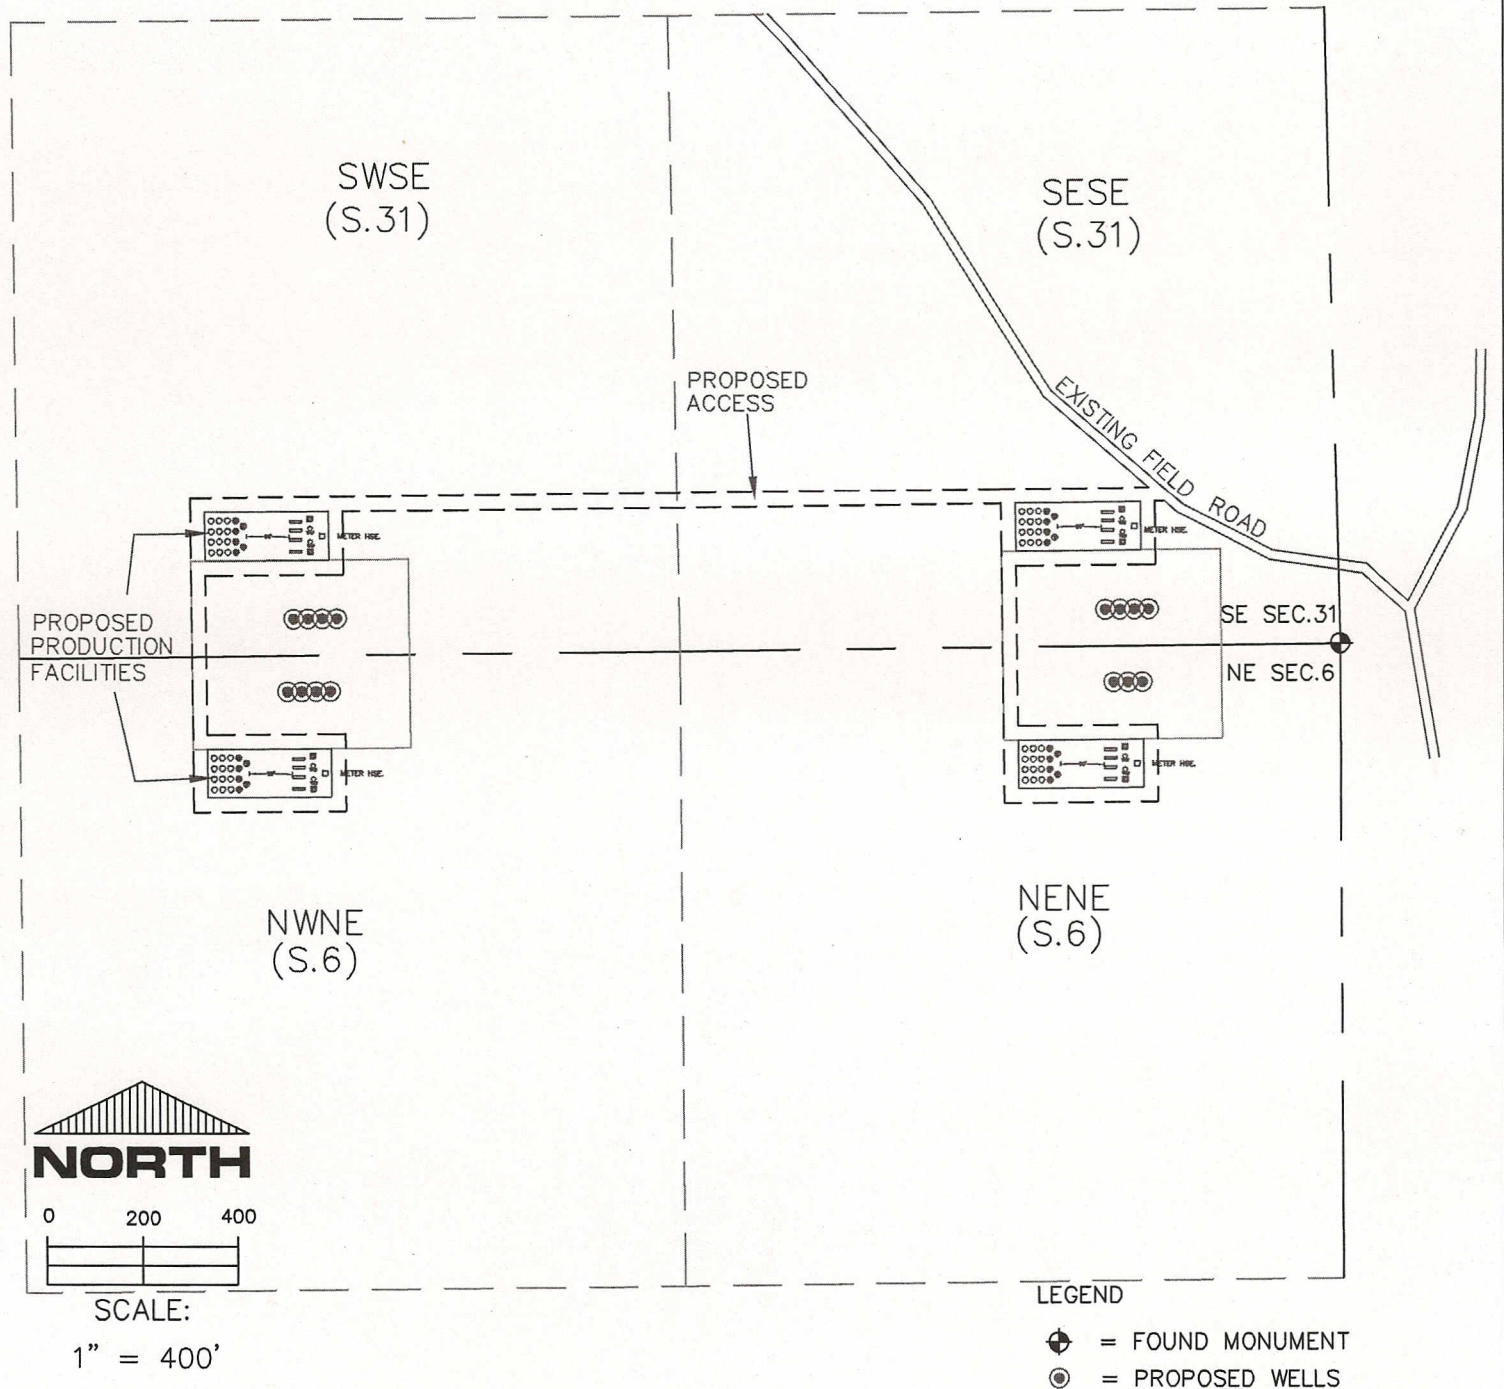 SWSE
(S.31)
SESE
(S.31)
PROPOSED
ACCESS
EXISTING FIELD ROAD
METER HSE.
METER HSE.
PROPOSED
PRODUCTION
FACILITIES
SE SEC.31
NE SEC.6
METER HSE.
METER HSE.
NWNE
(S.6)
NENE
(S.6)
NORTH
0 200 400
SCALE:
1" = 400'
LEGEND
= FOUND MONUMENT
= PROPOSED WELLS